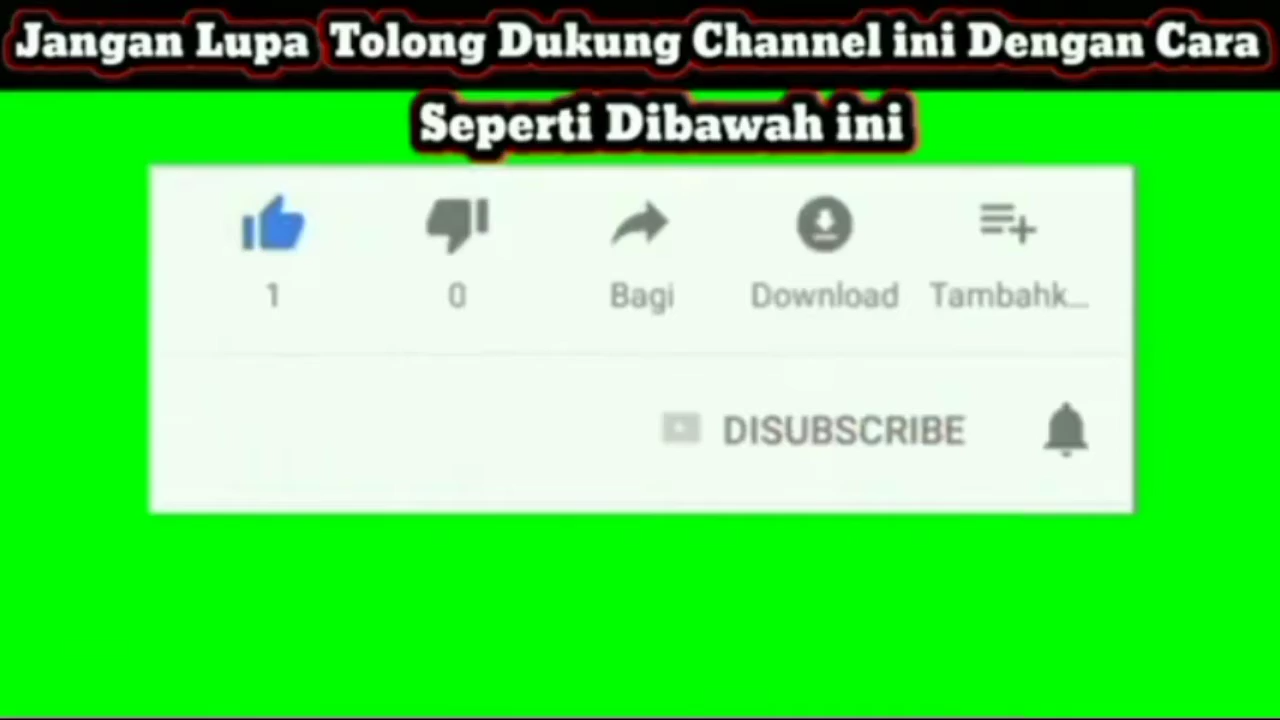 Jangan Lupa Tolong Dukung Channel ini Dengan Cara
Seperti Dibawah ini
1 0 Bagi Download Tambahk...
DISUBSCRIBE